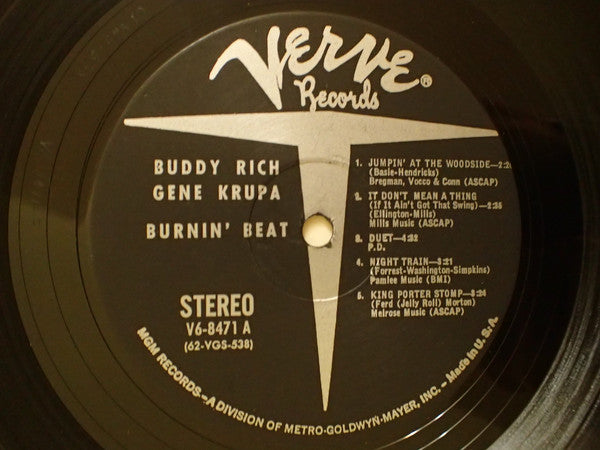 Verve®
Records
BUDDY RICH
GENE KRUPA
BURNIN' BEAT
STEREO
V6-8471 A
(62-VGS-538)
1. JUMPIN' AT THE WOODSIDE—2:2
(Basie-Hendricks)
Bregman, Vocco & Conn (ASCAP)
2. IT DON'T MEAN A THING
(If It Ain't Got That Swing)—2:35
(Ellington-Mills)
Mills Music (ASCAP)
3. DUET—4:32
P.D.
4. NIGHT TRAIN—3:21
(Forrest-Washington-Simpkins)
Pamlee Music (BMI)
5. KING PORTER STOMP—3:24
(Ferd (Jelly Roll) Morton)
Melrose Music (ASCAP)
MGM RECORDS—A DIVISION OF METRO-GOLDWYN-MAYER, INC.—Made in U.S.A.